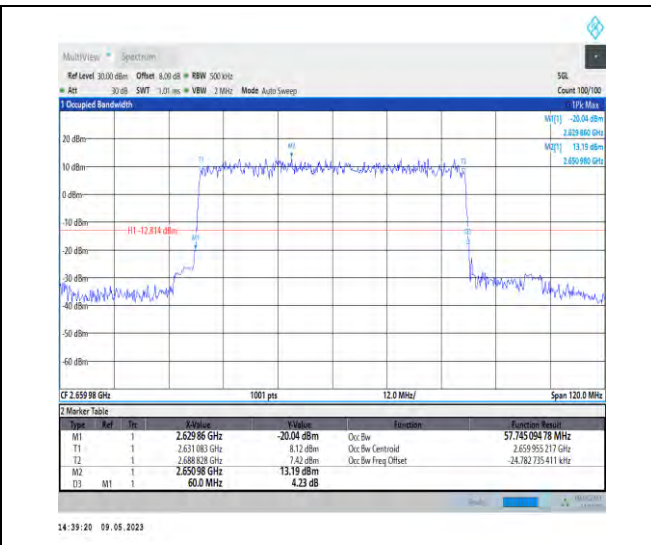 MultiView Spectrum
Ref Level 30.00 dBm Offset 8.00 dB RBW 500 kHz SGL
Att 30 dB SWT 1.01 ms VBW 2 MHz Mode Auto Sweep Count 100/100
1 Occupied Bandwidth 1Pk Max
M1[1] -20.04 dBm
2.629 860 GHz
M2[1] 13.19 dBm
2.650 980 GHz
20 dBm
M2
T1
T2
10 dBm
0 dBm
-10 dBm
H1 -12.814 dBm
M1
-20 dBm
-30 dBm
-40 dBm
-50 dBm
-60 dBm
CF 2.659 98 GHz 1001 pts 12.0 MHz/ Span 120.0 MHz
2 Marker Table
Type Ref Trc X-Value Y-Value Function Function Result
M1 1 2.629 86 GHz -20.04 dBm Occ Bw 57.745 094 78 MHz
T1 1 2.631 083 GHz 8.12 dBm Occ Bw Centroid 2.659 955 217 GHz
T2 1 2.688 828 GHz 7.42 dBm Occ Bw Freq Offset -24.782 735 411 kHz
M2 1 2.650 98 GHz 13.19 dBm
D3 M1 1 60.0 MHz 4.23 dB
14:39:20 09.05.2023